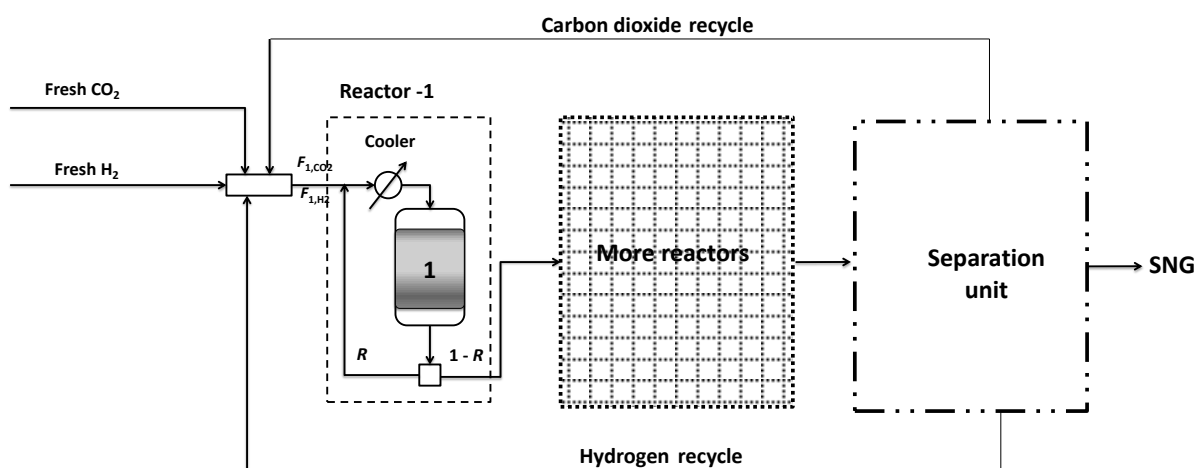 Carbon dioxide recycle
Fresh CO₂
Reactor -1
Cooler
Fresh H₂
F₁,CO2
F₁,H2
1
More reactors
Separation
unit
SNG
R
1 - R
Hydrogen recycle